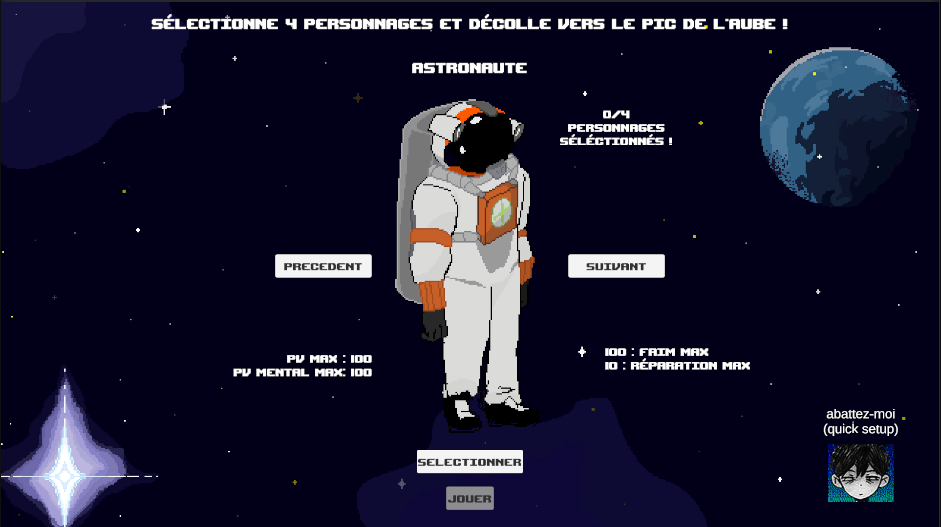 SÉLECTIONNE 4 PERSONNAGES ET DÉCOLLE VERS LE PIC DE L'AUBE !
ASTRONAUTE
0/4
PERSONNAGES
SÉLÉCTIONNÉS !
PRECEDENT
SUIVANT
PV MAX : 100
PV MENTAL MAX: 100
100 : FAIM MAX
10 : RÉPARATION MAX
abattez-moi
(quick setup)
SELECTIONNER
JOUER